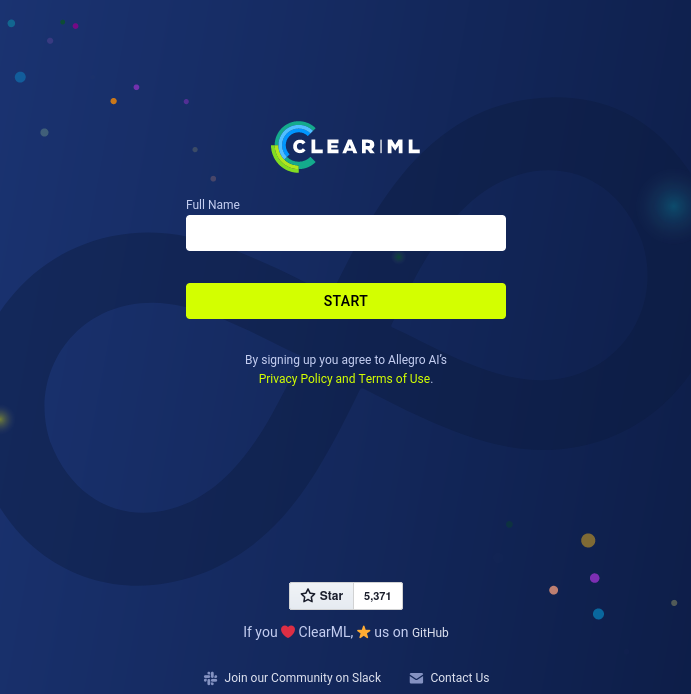 CLEAR|ML
Full Name
START
By signing up you agree to Allegro AI's
Privacy Policy and Terms of Use.
Star 5,371
If you ❤️ ClearML, ⭐ us on GitHub
Join our Community on Slack Contact Us